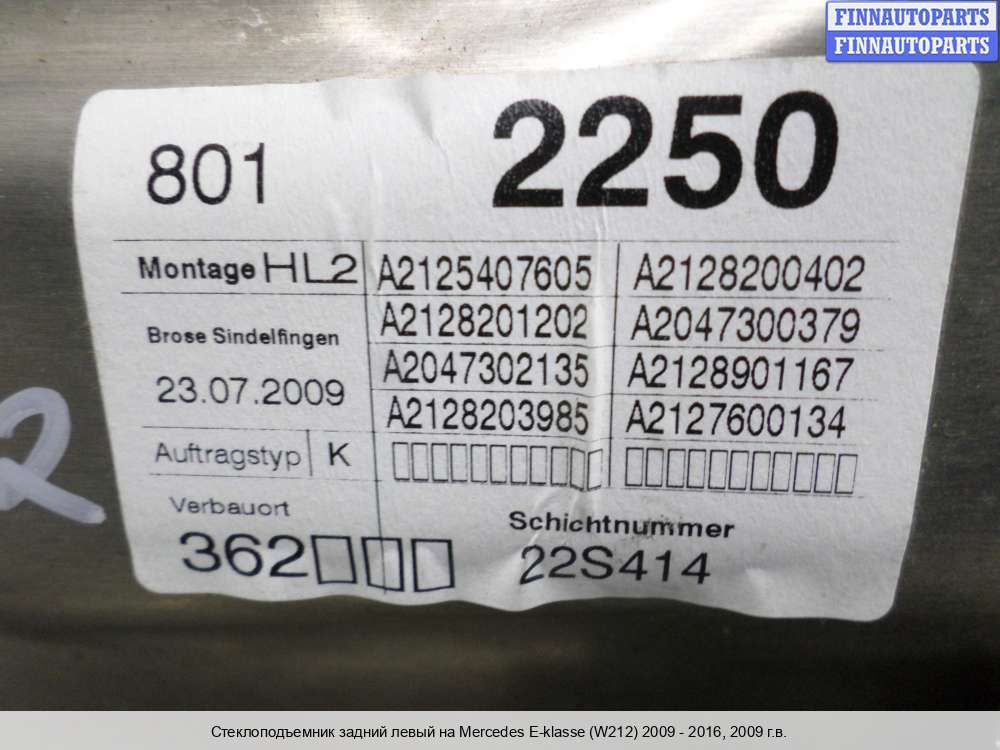 FINNAUTOPARTS
FINNAUTOPARTS
801 2250
Montage HL2 A2125407605 A2128200402
A2128201202 A2047300379
Brose Sindelfingen
A2047302135 A2128901167
23.07.2009
A2128203985 A2127600134
Auftragstyp K
Verbauort
Schichtnummer
362
22S414
2
Стеклоподъемник задний левый на Mercedes E-klasse (W212) 2009 - 2016, 2009 г.в.